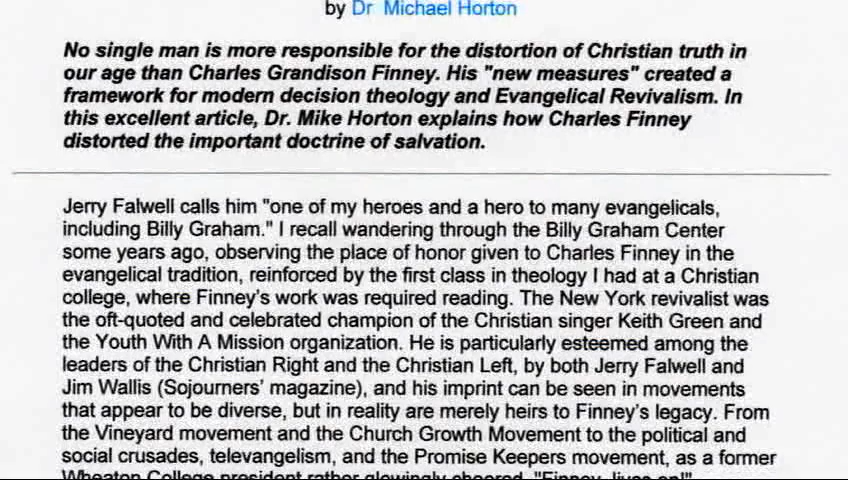 by Dr Michael Horton
No single man is more responsible for the distortion of Christian truth in
our age than Charles Grandison Finney. His "new measures" created a
framework for modern decision theology and Evangelical Revivalism. In
this excellent article, Dr. Mike Horton explains how Charles Finney
distorted the important doctrine of salvation.
Jerry Falwell calls him "one of my heroes and a hero to many evangelicals,
including Billy Graham." I recall wandering through the Billy Graham Center
some years ago, observing the place of honor given to Charles Finney in the
evangelical tradition, reinforced by the first class in theology I had at a Christian
college, where Finney's work was required reading. The New York revivalist was
the oft-quoted and celebrated champion of the Christian singer Keith Green and
the Youth With A Mission organization. He is particularly esteemed among the
leaders of the Christian Right and the Christian Left, by both Jerry Falwell and
Jim Wallis (Sojourners' magazine), and his imprint can be seen in movements
that appear to be diverse, but in reality are merely heirs to Finney's legacy. From
the Vineyard movement and the Church Growth Movement to the political and
social crusades, televangelism, and the Promise Keepers movement, as a former
Wheaton College president rather glowingly cheered, "Finney, lives on!"